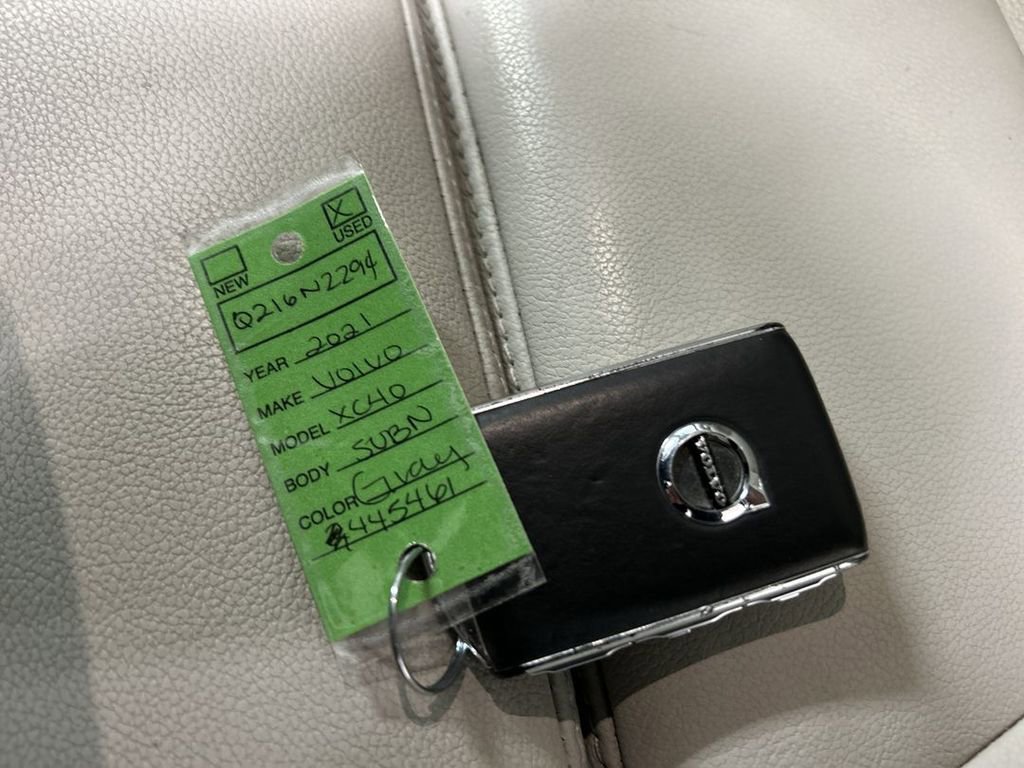 X
NEW USED
Q216N2294
YEAR 2021
MAKE VOLVO
MODEL XC40
BODY SUBN
COLOR Gray
445461
VOLVO